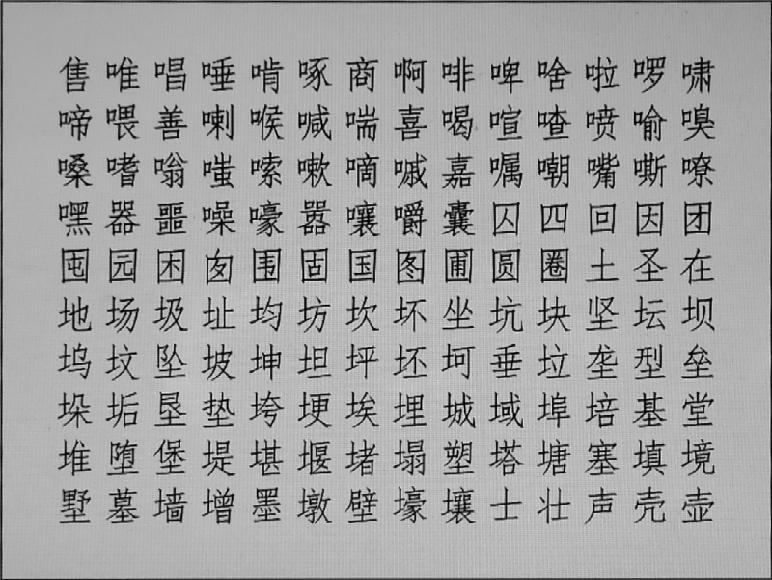 售唯唱唾啃啄商啊啡啤啥啦啰啸
啼喂善喇喉喊喘喜喝喧喳喷喻嗅
嗓嗜嗡嗤嗦嗽嘀嘁嘉嘱嘲嘴嘶嘹
嘿器噩噪嚎嚣嚷嚼囊囚四回因团
囤园困囱围固国图圃圆圈土圣在
地场圾址均坊坎坏坐坑块坚坛坝
坞坟坠坡坤坦坪坯坷垂垃垄型垒
垛垢垦垫垮埂埃埋城域埠培基堂
堆堕堡堤堪堰堵塌塑塔塘塞填境
墅墓墙增墨墩壁壕壤士壮声壳壶